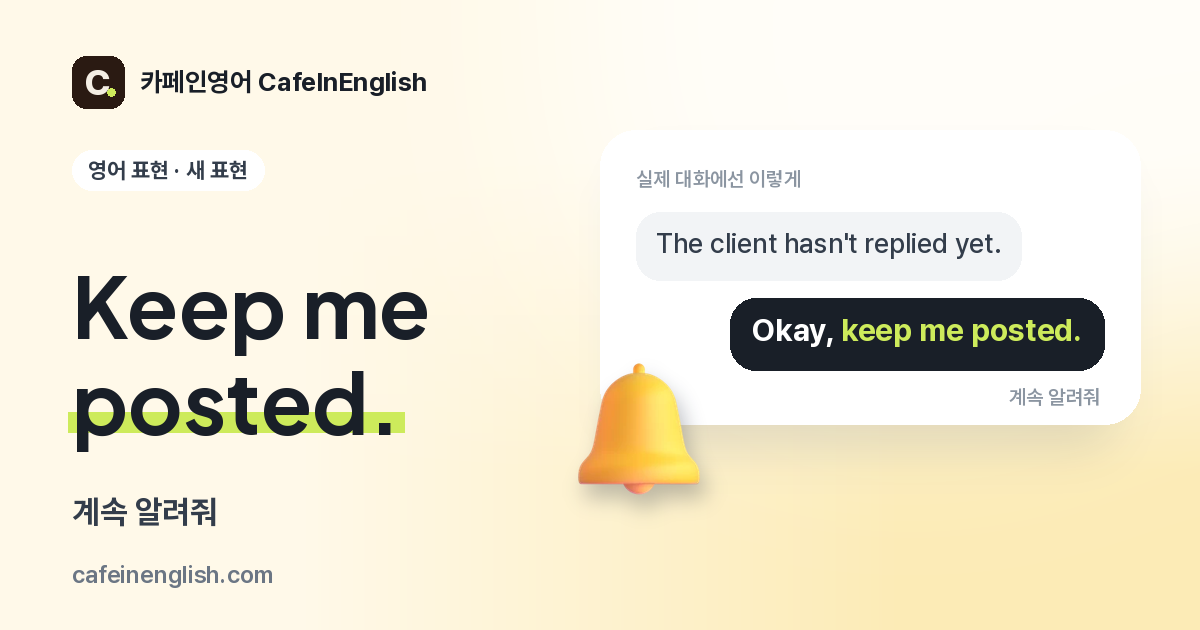 C.
카페인영어 CafeInEnglish
영어 표현 · 새 표현
Keep me
posted.
계속 알려줘
cafeinenglish.com
실제 대화에선 이렇게
The client hasn't replied yet.
Okay, keep me posted.
계속 알려줘